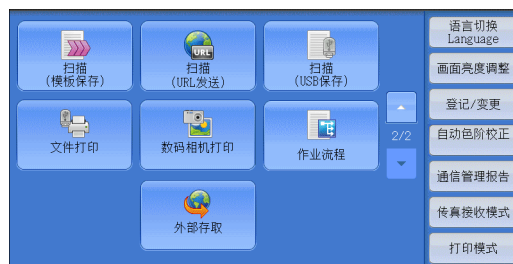 扫描
(模板保存)
URL
扫描
(URL发送)
扫描
(USB保存)
文件打印
数码相机打印
作业流程
外部存取
2/2
语言切换
Language
画面亮度调整
登记/变更
自动色阶校正
通信管理报告
传真接收模式
打印模式